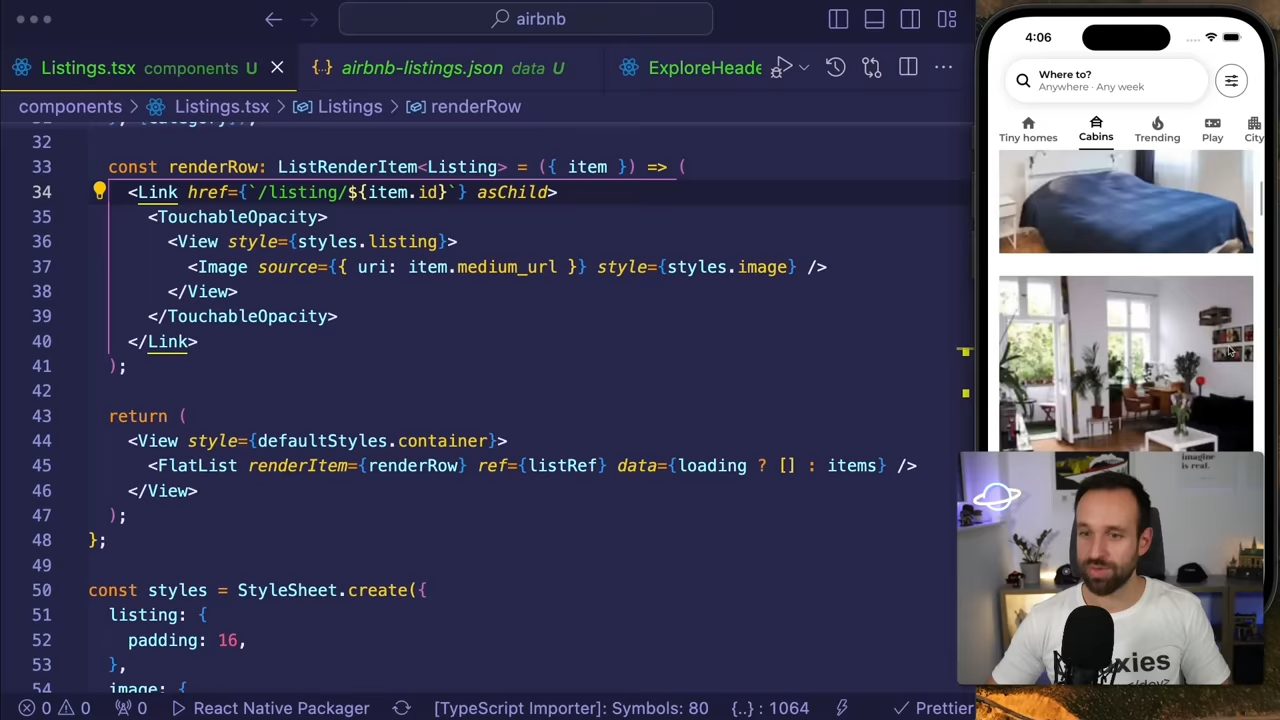 airbnb
Listings.tsx components U
airbnb-listings.json data U
ExploreHeade
components > Listings.tsx > Listings > renderRow
32
33 const renderRow: ListRenderItem<Listing> = ({ item }) => (
34 <Link href={`/listing/${item.id}`} asChild>
35 <TouchableOpacity>
36 <View style={styles.listing}>
37 <Image source={{ uri: item.medium_url }} style={styles.image} />
38 </View>
39 </TouchableOpacity>
40 </Link>
41 );
42
43 return (
44 <View style={defaultStyles.container}>
45 <FlatList renderItem={renderRow} ref={listRef} data={loading ? [] : items} />
46 </View>
47 );
48 };
49
50 const styles = StyleSheet.create({
51 listing: {
52 padding: 16,
53 },
54 image: {
0 0 0 React Native Packager [TypeScript Importer]: Symbols: 80 {..} : 1064 Prettier
4:06
Where to?
Anywhere · Any week
Tiny homes Cabins Trending Play City
imagine
is real.